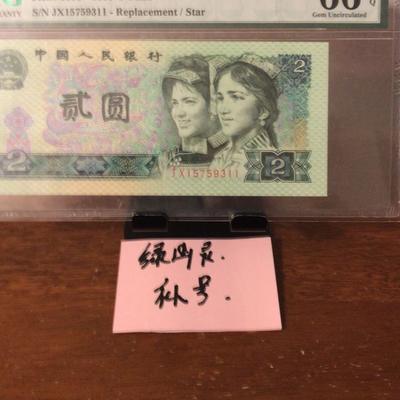 S/N JX15759311 - Replacement / Star
Gem Uncirculated
Q
中国人民银行
2
贰圆
2
2
JX15759311
绿幽灵.
补号.